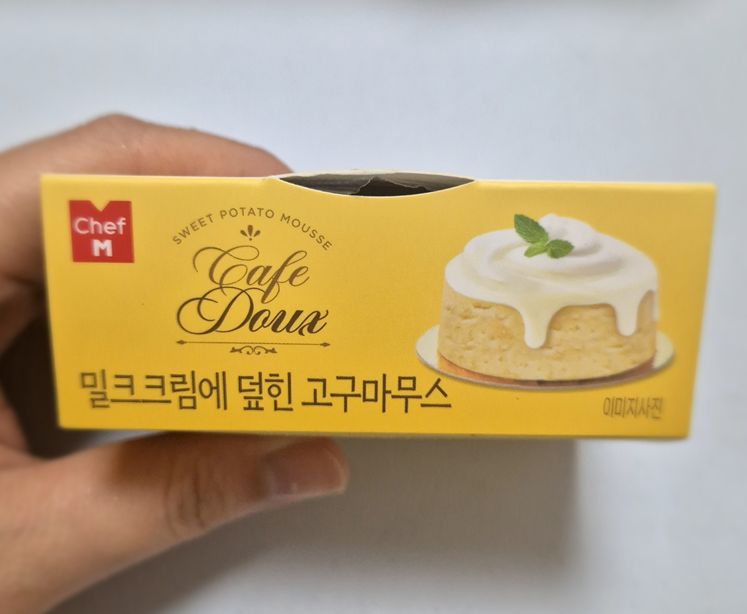 Chef
M
SWEET POTATO MOUSSE
Cafe
Doux
밀크크림에 덮힌 고구마무스
이미지사진